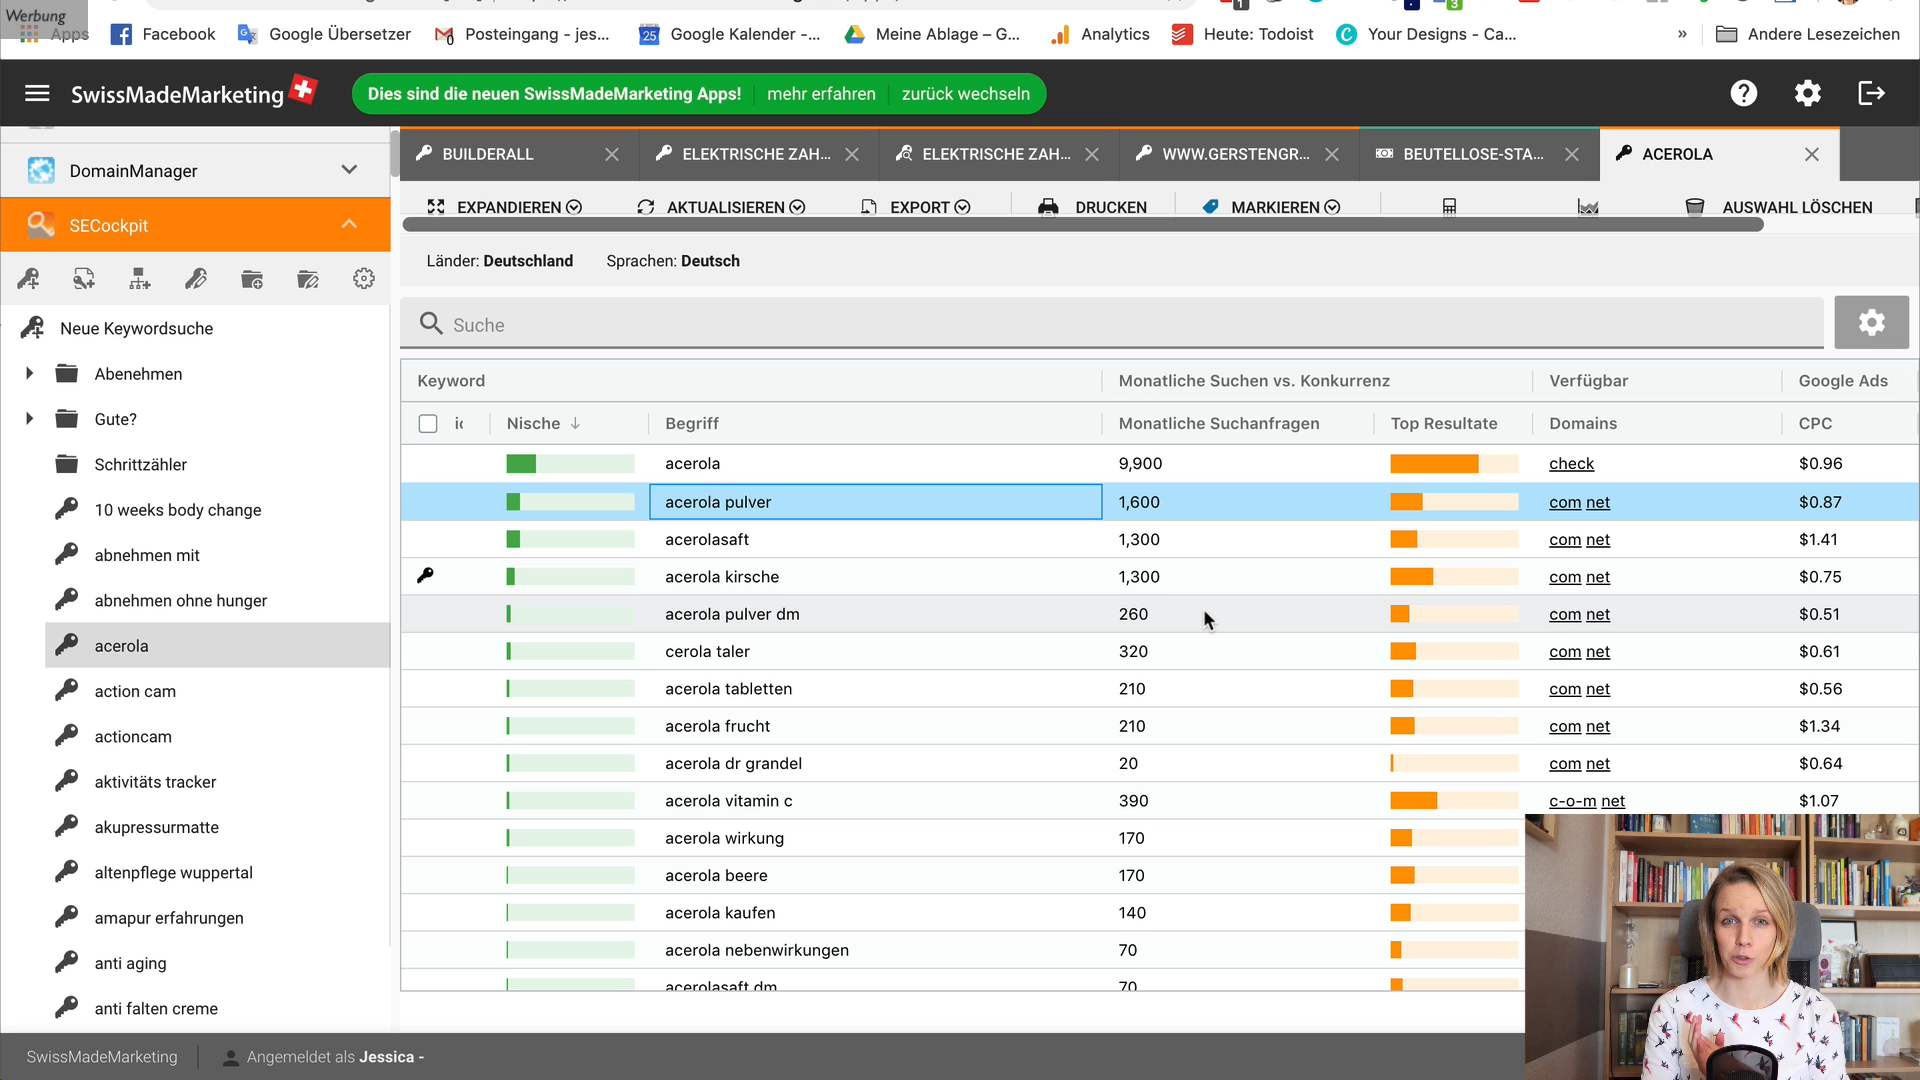 Werbung
Apps
Facebook
Google Übersetzer
Posteingang - jes...
Google Kalender -...
Meine Ablage – G...
Analytics
Heute: Todoist
Your Designs - Ca...
»
Andere Lesezeichen
SwissMadeMarketing
Dies sind die neuen SwissMadeMarketing Apps!
mehr erfahren
zurück wechseln
DomainManager
SECockpit
Neue Keywordsuche
Abenehmen
Gute?
Schrittzähler
10 weeks body change
abnehmen mit
abnehmen ohne hunger
acerola
action cam
actioncam
aktivitäts tracker
akupressurmatte
altenpflege wuppertal
amapur erfahrungen
anti aging
anti falten creme
BUILDERALL
ELEKTRISCHE ZAH...
ELEKTRISCHE ZAH...
WWW.GERSTENGR...
BEUTELLOSE-STA...
ACEROLA
EXPANDIEREN
AKTUALISIEREN
EXPORT
DRUCKEN
MARKIEREN
AUSWAHL LÖSCHEN
Länder: Deutschland Sprachen: Deutsch
Suche
Keyword Monatliche Suchen vs. Konkurrenz Verfügbar Google Ads
Nische Begriff Monatliche Suchanfragen Top Resultate Domains CPC
acerola 9,900 check $0.96
acerola pulver 1,600 com net $0.87
acerolasaft 1,300 com net $1.41
acerola kirsche 1,300 com net $0.75
acerola pulver dm 260 com net $0.51
cerola taler 320 com net $0.61
acerola tabletten 210 com net $0.56
acerola frucht 210 com net $1.34
acerola dr grandel 20 com net $0.64
acerola vitamin c 390 c-o-m net $1.07
acerola wirkung 170
acerola beere 170
acerola kaufen 140
acerola nebenwirkungen 70
acerolasaft dm 70
SwissMadeMarketing
Angemeldet als Jessica -